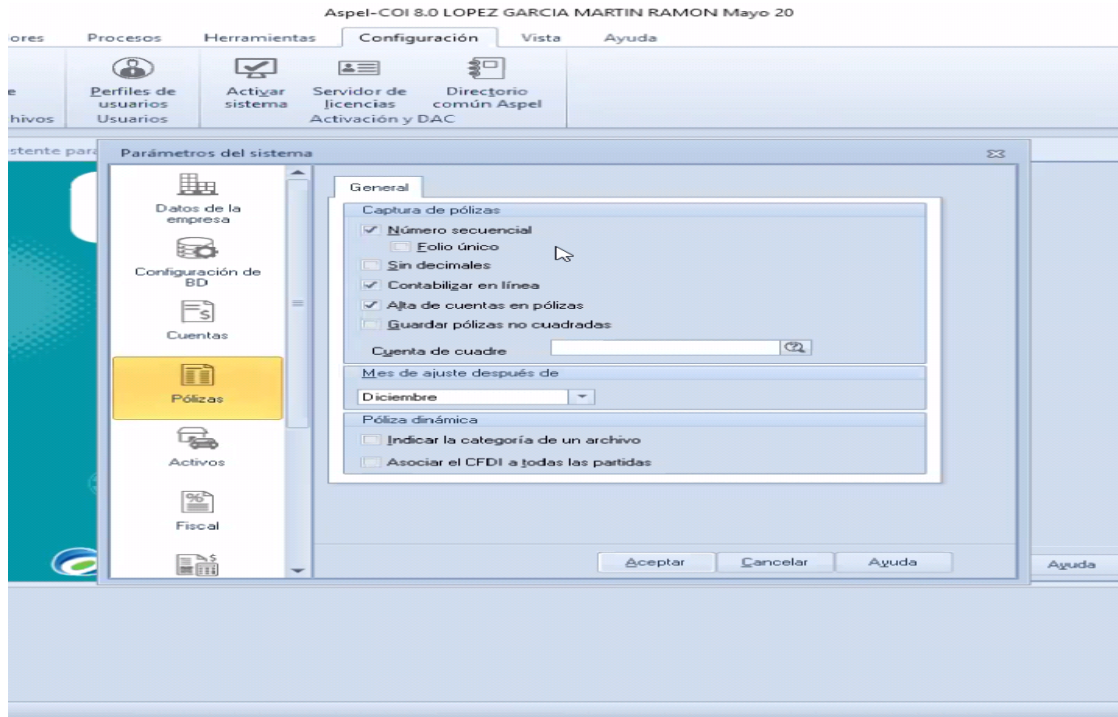 Aspel-COI 8.0 LOPEZ GARCIA MARTIN RAMON Mayo 20
ores Procesos Herramientas Configuración Vista Ayuda
e Perfiles de usuarios Activar sistema Servidor de licencias Directorio común Aspel
hivos Usuarios Activación y DAC
stente para
Parámetros del sistema
Datos de la
empresa
Configuración de
BD
Cuentas
Pólizas
Activos
Fiscal
General
Captura de pólizas
Número secuencial
Folio único
Sin decimales
Contabilizar en línea
Alta de cuentas en pólizas
Guardar pólizas no cuadradas
Cuenta de cuadre
Mes de ajuste después de
Diciembre
Póliza dinámica
Indicar la categoría de un archivo
Asociar el CFDI a todas las partidas
Aceptar Cancelar Ayuda
Ayuda